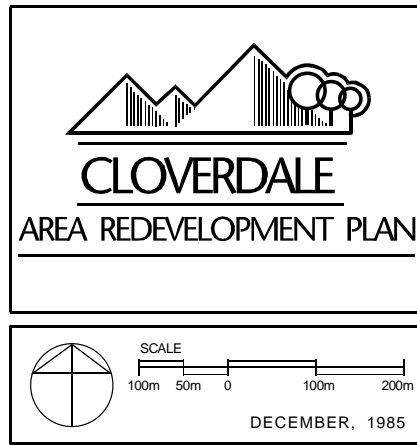 CLOVERDALE
AREA REDEVELOPMENT PLAN
SCALE
100m 50m 0 100m 200m
DECEMBER, 1985